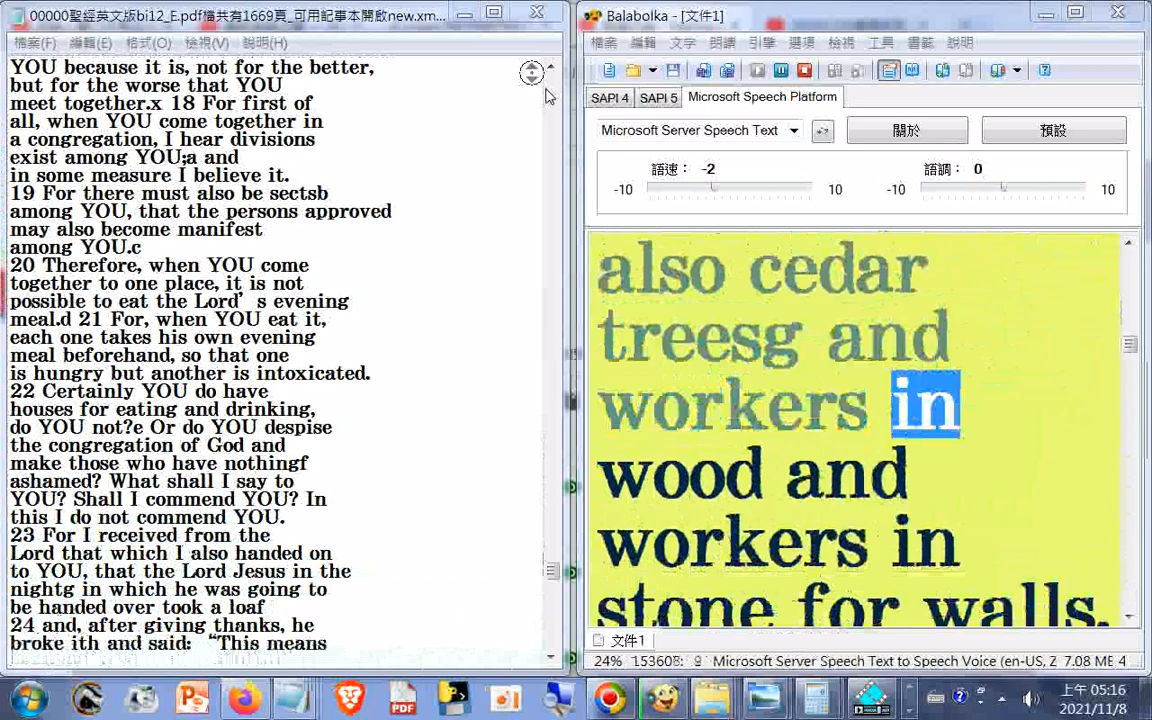 00000聖經英文版bi12_E.pdf檔共有1669頁_可用記事本開啟new.xm...
檔案(F) 編輯(E) 格式(O) 檢視(V) 說明(H)
YOU because it is, not for the better,
but for the worse that YOU
meet together.x 18 For first of
all, when YOU come together in
a congregation, I hear divisions
exist among YOU;a and
in some measure I believe it.
19 For there must also be sectsb
among YOU, that the persons approved
may also become manifest
among YOU.c
20 Therefore, when YOU come
together to one place, it is not
possible to eat the Lord’s evening
meal.d 21 For, when YOU eat it,
each one takes his own evening
meal beforehand, so that one
is hungry but another is intoxicated.
22 Certainly YOU do have
houses for eating and drinking,
do YOU not?e Or do YOU despise
the congregation of God and
make those who have nothingf
ashamed? What shall I say to
YOU? Shall I commend YOU? In
this I do not commend YOU.
23 For I received from the
Lord that which I also handed on
to YOU, that the Lord Jesus in the
nightg in which he was going to
be handed over took a loaf
24 and, after giving thanks, he
broke ith and said: “This means
Balabolka - [文件1]
檔案 編輯 文字 朗讀 引擎 選項 檢視 工具 書籤 說明
SAPI 4 SAPI 5 Microsoft Speech Platform
Microsoft Server Speech Text 關於 預設
語速： -2 語調： 0
-10 10 -10 10
also cedar
treesg and
workers in
wood and
workers in
stone for walls.
文件1
24% 153608: Microsoft Server Speech Text to Speech Voice (en-US, Z 7.08 MB 4
上午 05:16
2021/11/8